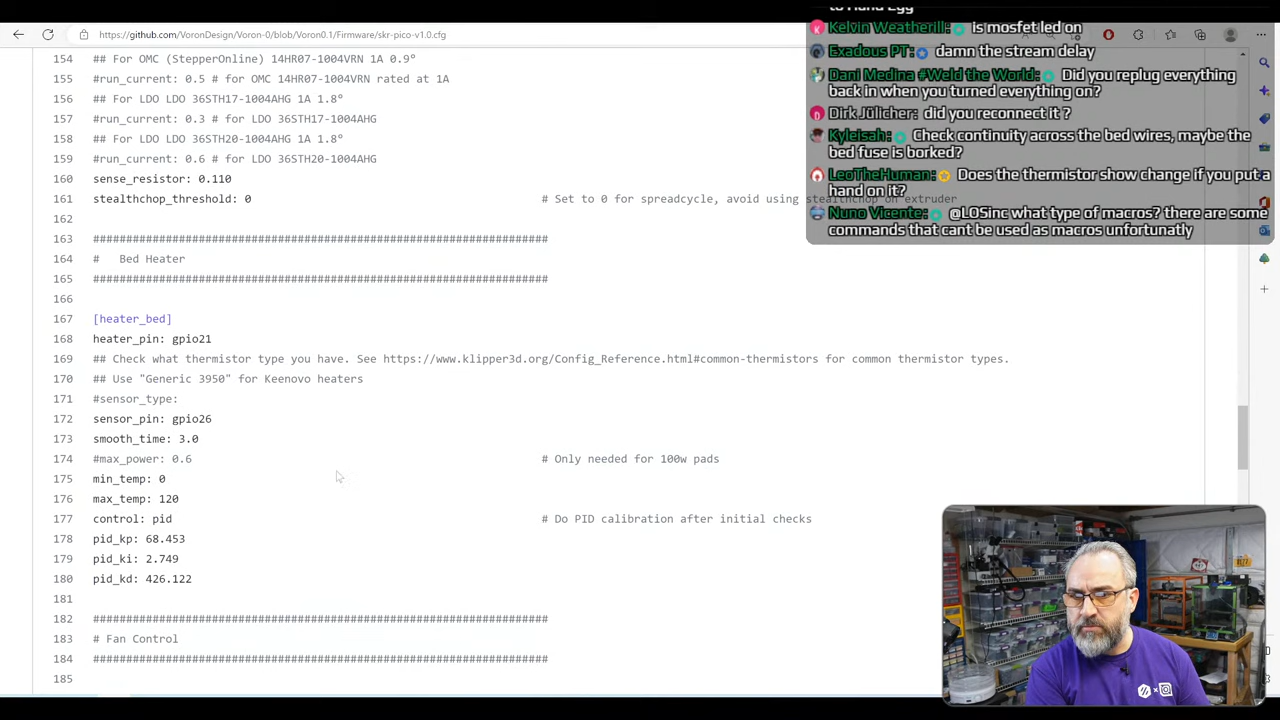 https://github.com/VoronDesign/Voron-0/blob/Voron0.1/Firmware/skr-pico-v1.0.cfg
154 ## For OMC (StepperOnline) 14HR07-1004VRN 1A 0.9°
155 #run_current: 0.5 # for OMC 14HR07-1004VRN rated at 1A
156 ## For LDO LDO 36STH17-1004AHG 1A 1.8°
157 #run_current: 0.3 # for LDO 36STH17-1004AHG
158 ## For LDO LDO 36STH20-1004AHG 1A 1.8°
159 #run_current: 0.6 # for LDO 36STH20-1004AHG
160 sense_resistor: 0.110
161 stealthchop_threshold: 0 # Set to 0 for spreadcycle, avoid using stealthchop on extruder
162
163 #####################################################################
164 # Bed Heater
165 #####################################################################
166
167 [heater_bed]
168 heater_pin: gpio21
169 ## Check what thermistor type you have. See https://www.klipper3d.org/Config_Reference.html#common-thermistors for common thermistor types.
170 ## Use "Generic 3950" for Keenovo heaters
171 #sensor_type:
172 sensor_pin: gpio26
173 smooth_time: 3.0
174 #max_power: 0.6 # Only needed for 100w pads
175 min_temp: 0
176 max_temp: 120
177 control: pid # Do PID calibration after initial checks
178 pid_kp: 68.453
179 pid_ki: 2.749
180 pid_kd: 426.122
181
182 #####################################################################
183 # Fan Control
184 #####################################################################
185
Kelvin Weatherill: is mosfet led on
Exadous PT: damn the stream delay
Dani Medina #Weld the World: Did you replug everything
back in when you turned everything on?
Dirk Jülicher: did you reconnect it ?
Kyleisah: Check continuity across the bed wires, maybe the
bed fuse is borked?
LeoTheHuman: Does the thermistor show change if you put a
hand on it?
Nuno Vicente: @LOSinc what type of macros? there are some
commands that cant be used as macros unfortunatly